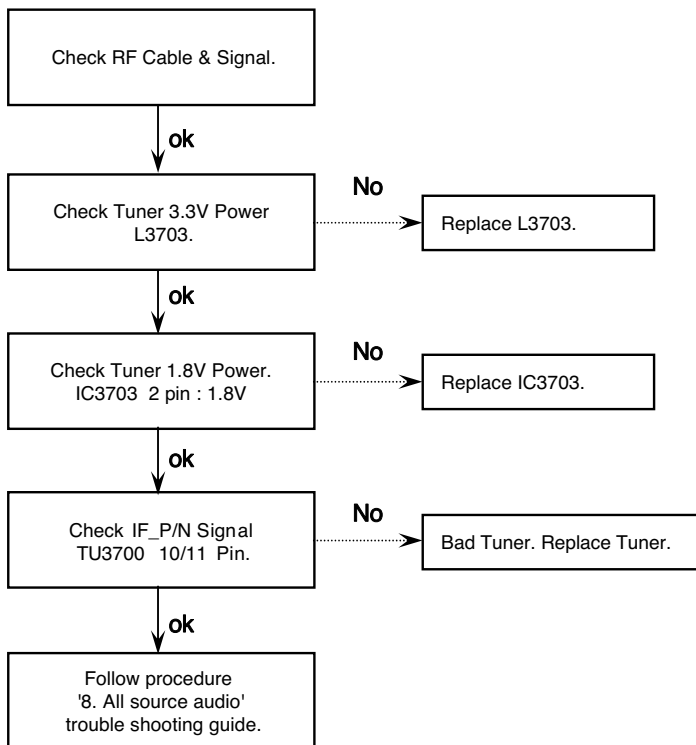 Check RF Cable & Signal.
ok
Check Tuner 3.3V Power
L3703.
No
Replace L3703.
ok
Check Tuner 1.8V Power.
IC3703 2 pin : 1.8V
No
Replace IC3703.
ok
Check IF_P/N Signal
TU3700 10/11 Pin.
No
Bad Tuner. Replace Tuner.
ok
Follow procedure
'8. All source audio'
trouble shooting guide.